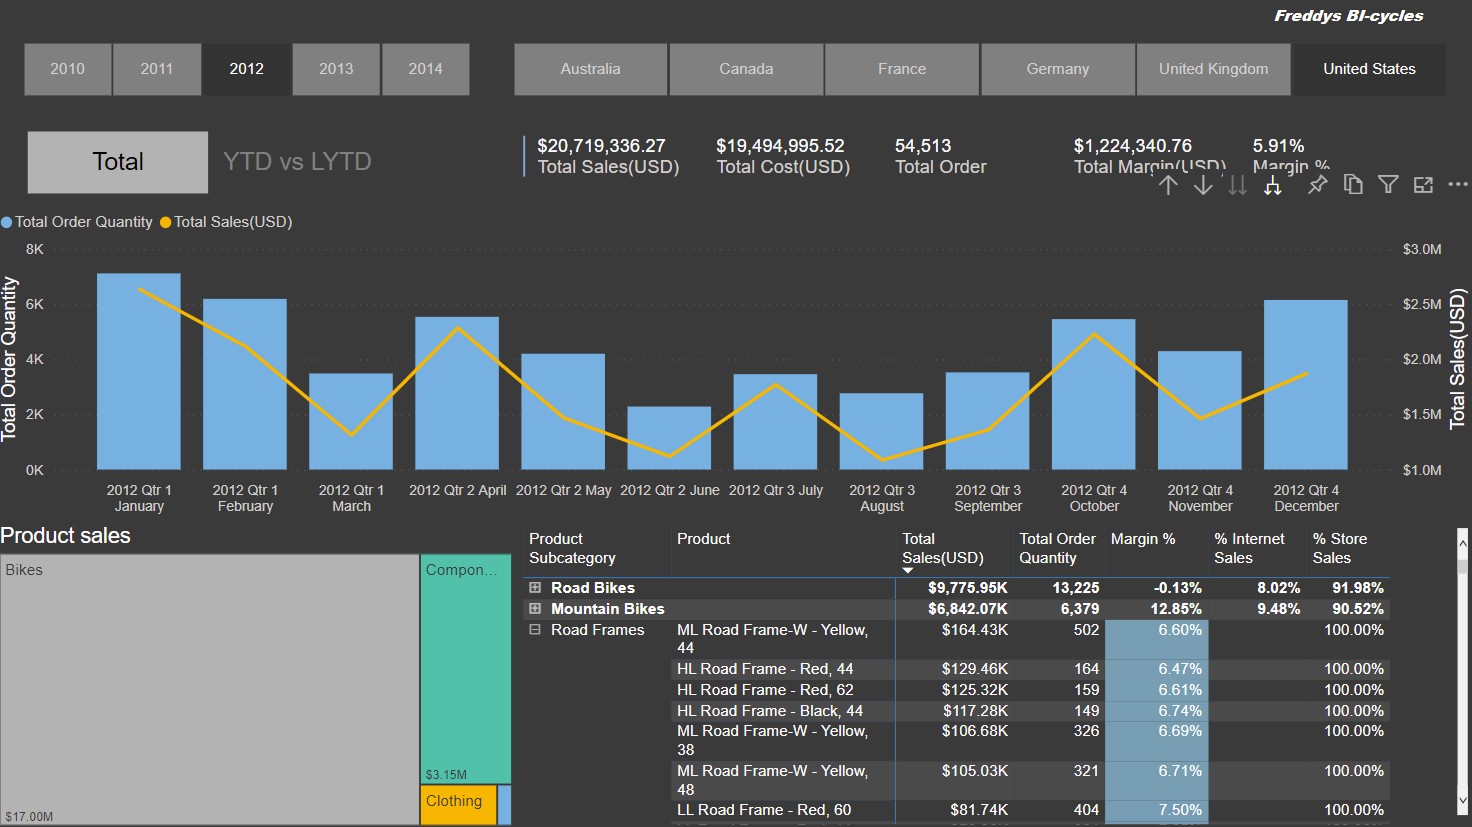 Freddys BI-cycles
2010 2011 2012 2013 2014 Australia Canada France Germany United Kingdom United States
Total YTD vs LYTD
$20,719,336.27 $19,494,995.52 54,513 $1,224,340.76 5.91%
Total Sales(USD) Total Cost(USD) Total Order Total Margin(USD) Margin %
Total Order Quantity Total Sales(USD)
8K $3.0M
6K $2.5M
4K $2.0M
2K $1.5M
0K $1.0M
Total Order Quantity
Total Sales(USD)
2012 Qtr 1 2012 Qtr 1 2012 Qtr 1 2012 Qtr 2 April 2012 Qtr 2 May 2012 Qtr 2 June 2012 Qtr 3 July 2012 Qtr 3 2012 Qtr 3 2012 Qtr 4 2012 Qtr 4 2012 Qtr 4
January February March August September October November December
Product sales
Bikes
$17.00M
Compon...
$3.15M
Clothing
Product Product Total Total Order Margin % % Internet % Store
Subcategory Sales(USD) Quantity Sales Sales
Road Bikes $9,775.95K 13,225 -0.13% 8.02% 91.98%
Mountain Bikes $6,842.07K 6,379 12.85% 9.48% 90.52%
Road Frames ML Road Frame-W - Yellow, $164.43K 502 6.60% 100.00%
44
HL Road Frame - Red, 44 $129.46K 164 6.47% 100.00%
HL Road Frame - Red, 62 $125.32K 159 6.61% 100.00%
HL Road Frame - Black, 44 $117.28K 149 6.74% 100.00%
ML Road Frame-W - Yellow, $106.68K 326 6.69% 100.00%
38
ML Road Frame-W - Yellow, $105.03K 321 6.71% 100.00%
48
LL Road Frame - Red, 60 $81.74K 404 7.50% 100.00%